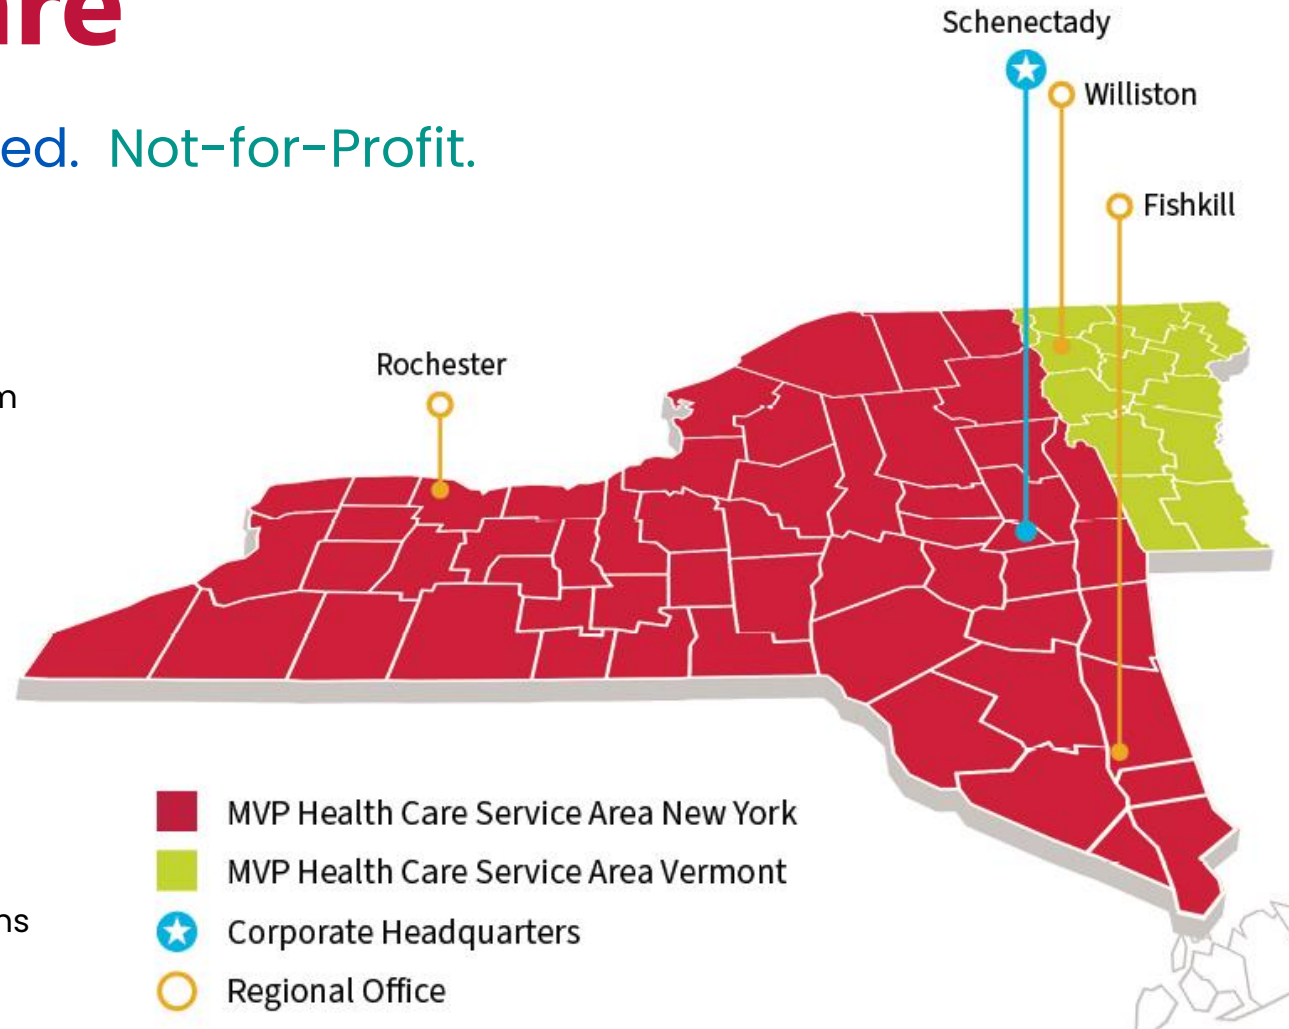 are
ed. Not-for-Profit.
Schenectady
Williston
Fishkill
Rochester
m
ns
MVP Health Care Service Area New York
MVP Health Care Service Area Vermont
Corporate Headquarters
Regional Office